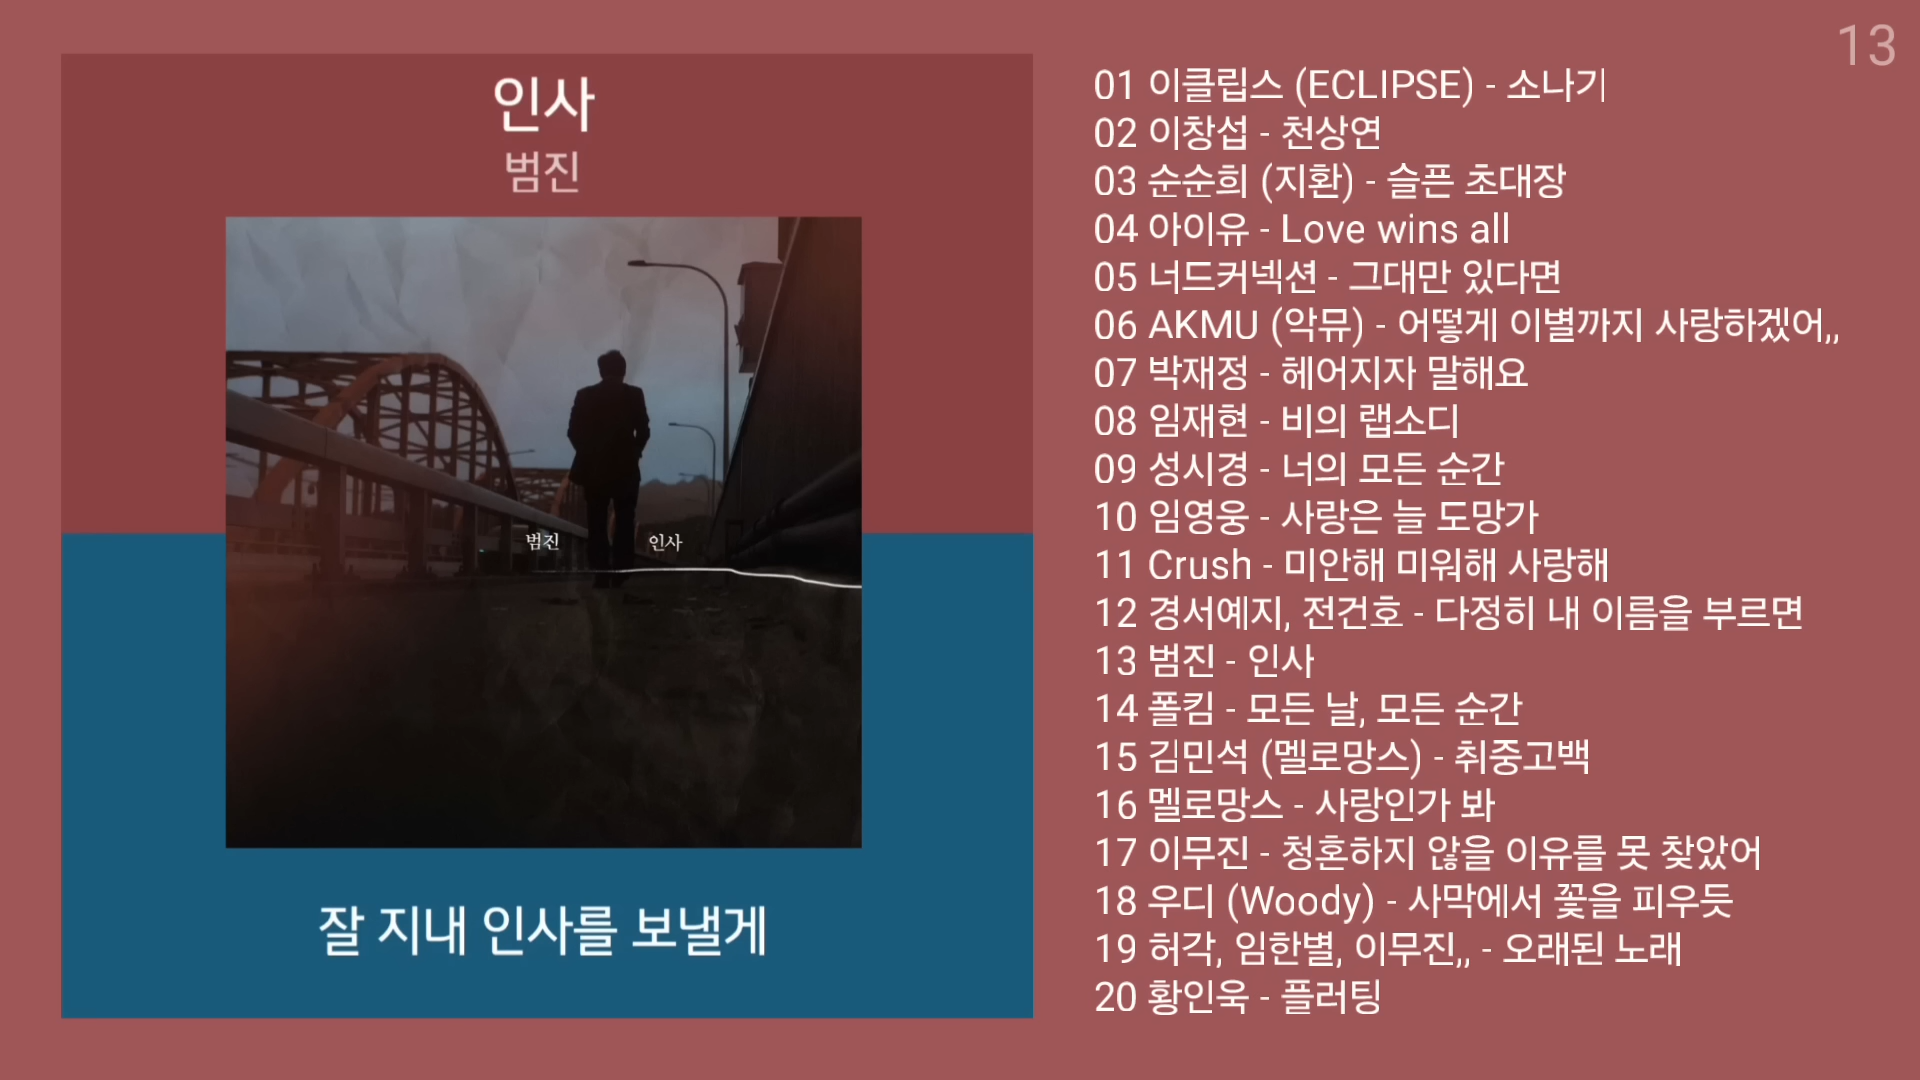 13
인사
범진
범진 인사
잘 지내 인사를 보낼게
01 이클립스 (ECLIPSE) - 소나기
02 이창섭 - 천상연
03 순순희 (지환) - 슬픈 초대장
04 아이유 - Love wins all
05 너드커넥션 - 그대만 있다면
06 AKMU (악뮤) - 어떻게 이별까지 사랑하겠어,,
07 박재정 - 헤어지자 말해요
08 임재현 - 비의 랩소디
09 성시경 - 너의 모든 순간
10 임영웅 - 사랑은 늘 도망가
11 Crush - 미안해 미워해 사랑해
12 경서예지, 전건호 - 다정히 내 이름을 부르면
13 범진 - 인사
14 폴킴 - 모든 날, 모든 순간
15 김민석 (멜로망스) - 취중고백
16 멜로망스 - 사랑인가 봐
17 이무진 - 청혼하지 않을 이유를 못 찾았어
18 우디 (Woody) - 사막에서 꽃을 피우듯
19 허각, 임한별, 이무진,, - 오래된 노래
20 황인욱 - 플러팅